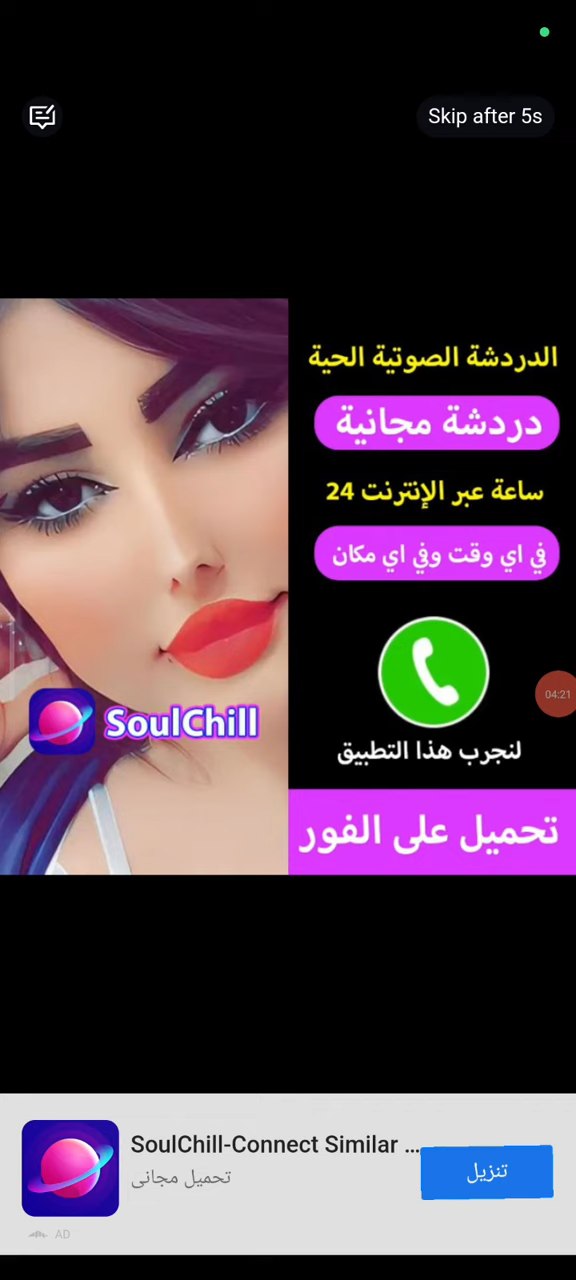 Skip after 5s
الدردشة الصوتية الحية
دردشة مجانية
ساعة عبر الإنترنت 24
في اي وقت وفي اي مكان
04:21
SoulChill
لنجرب هذا التطبيق
تحميل على الفور
SoulChill-Connect Similar ...
تحميل مجانى
تنزيل
AD